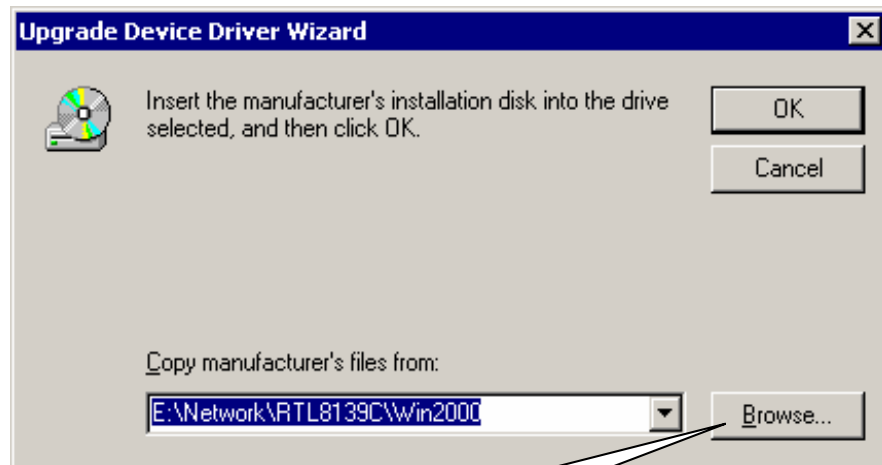 Upgrade Device Driver Wizard
Insert the manufacturer's installation disk into the drive
selected, and then click OK.
OK
Cancel
Copy manufacturer's files from:
E:\Network\RTL8139C\Win2000
Browse...